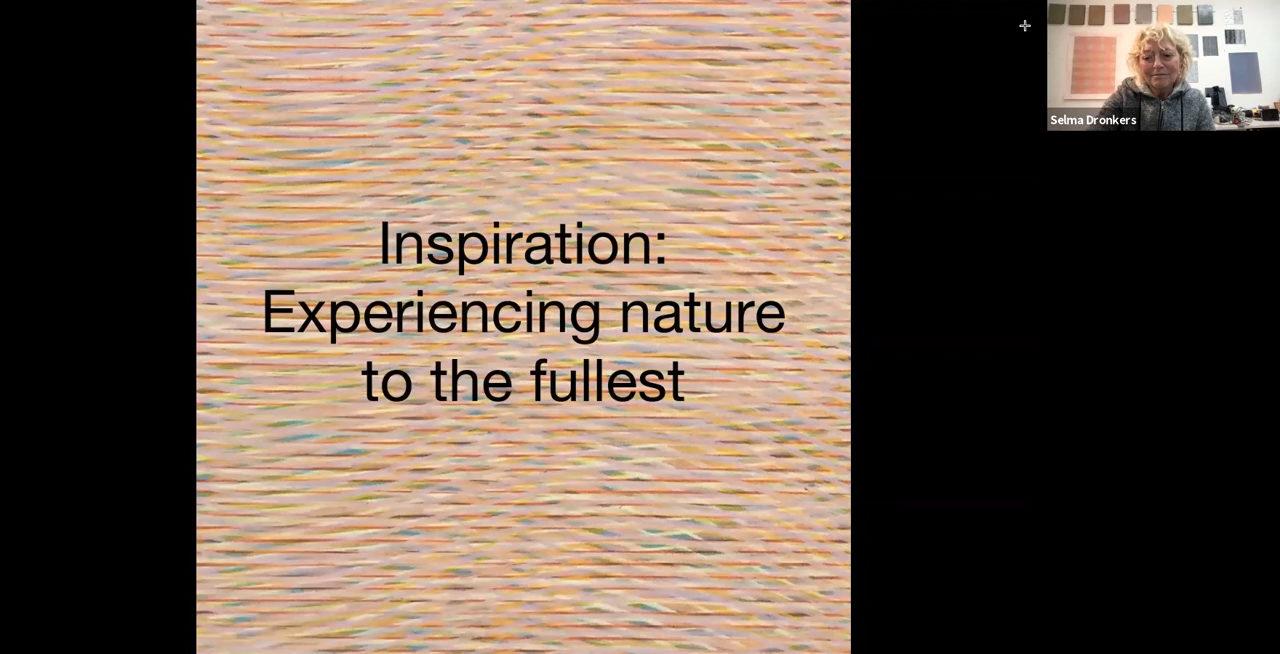 Inspiration:
Experiencing nature
to the fullest
Selma Dronkers